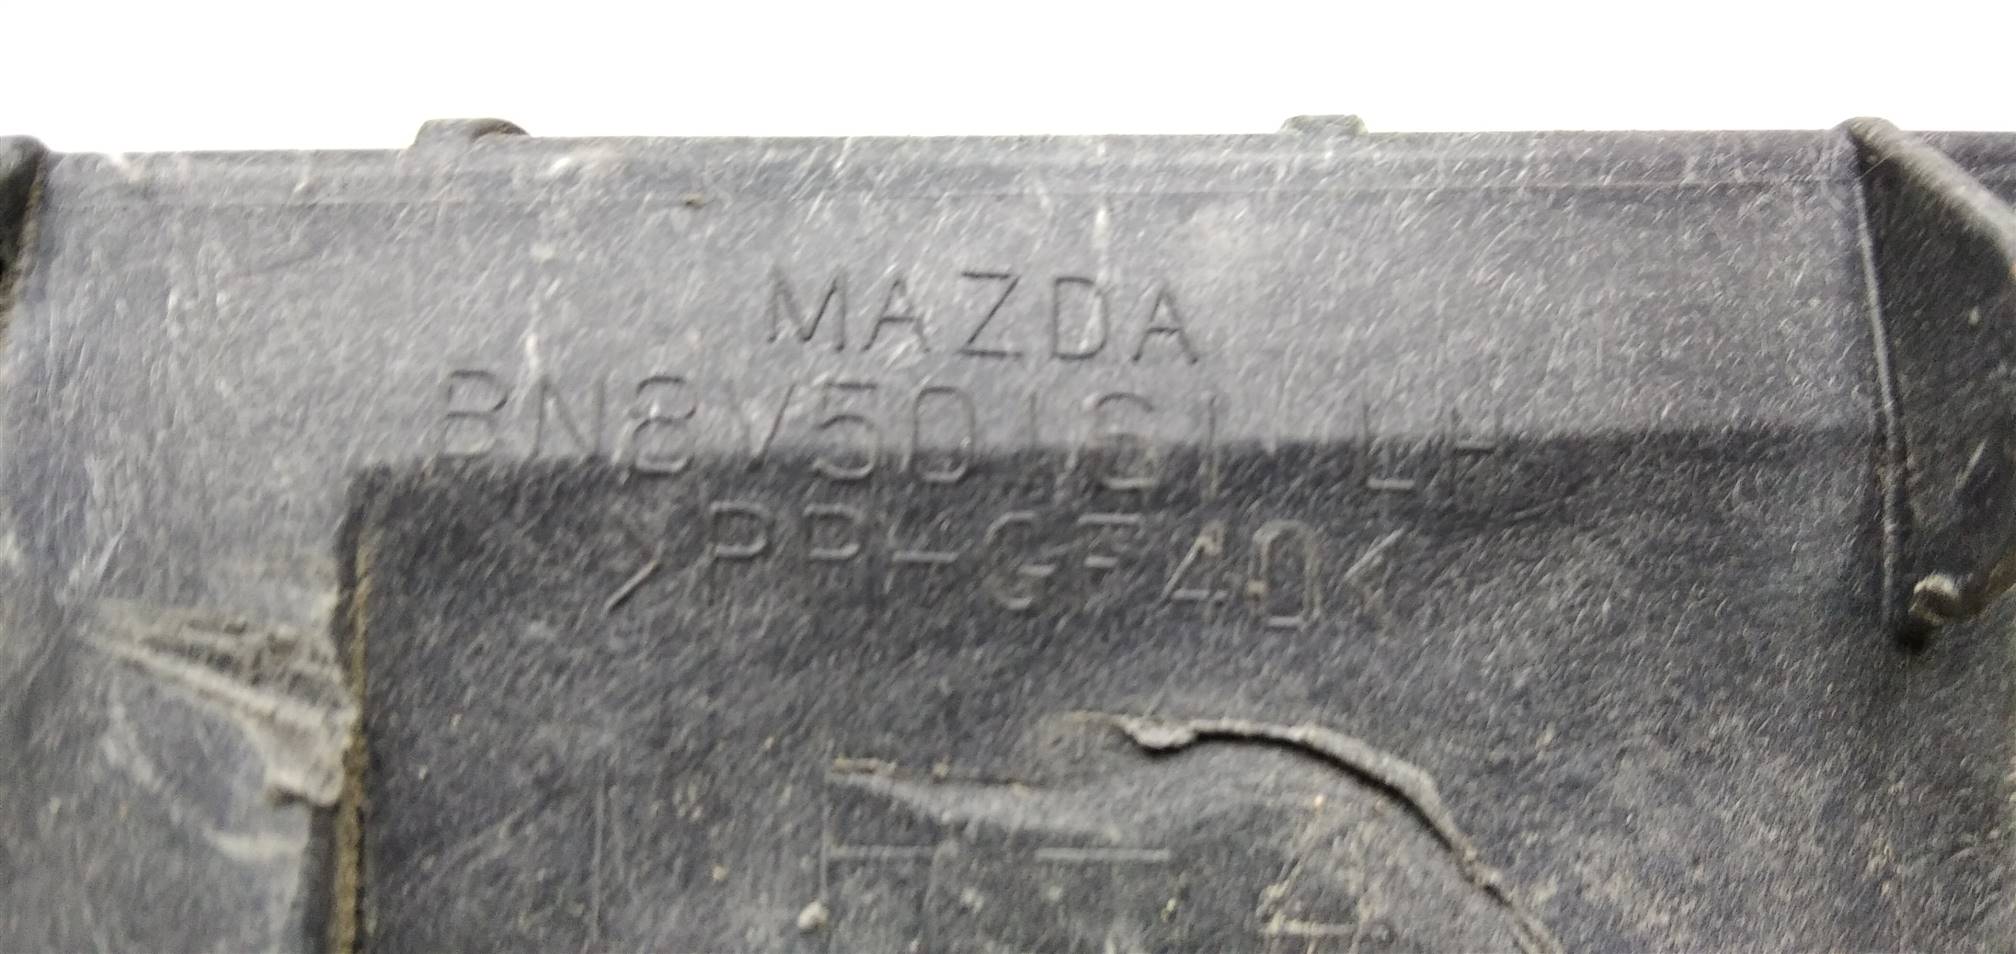 MAZDA
BN8V501G1 LH
>PP+GF40<